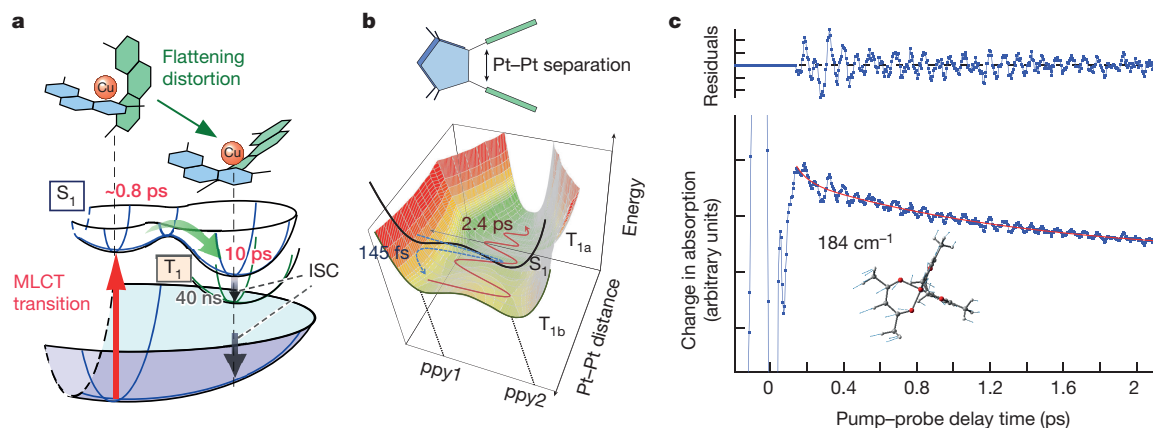 a
Flattening
distortion
Cu
Cu
S1
~0.8 ps
10 ps
T1
ISC
40 ns
MLCT
transition
b
Pt–Pt separation
Energy
2.4 ps
T1a
145 fs
S1
T1b
Pt–Pt distance
ppy1
ppy2
c
Residuals
Change in absorption
(arbitrary units)
184 cm⁻¹
0 0.4 0.8 1.2 1.6 2
Pump–probe delay time (ps)